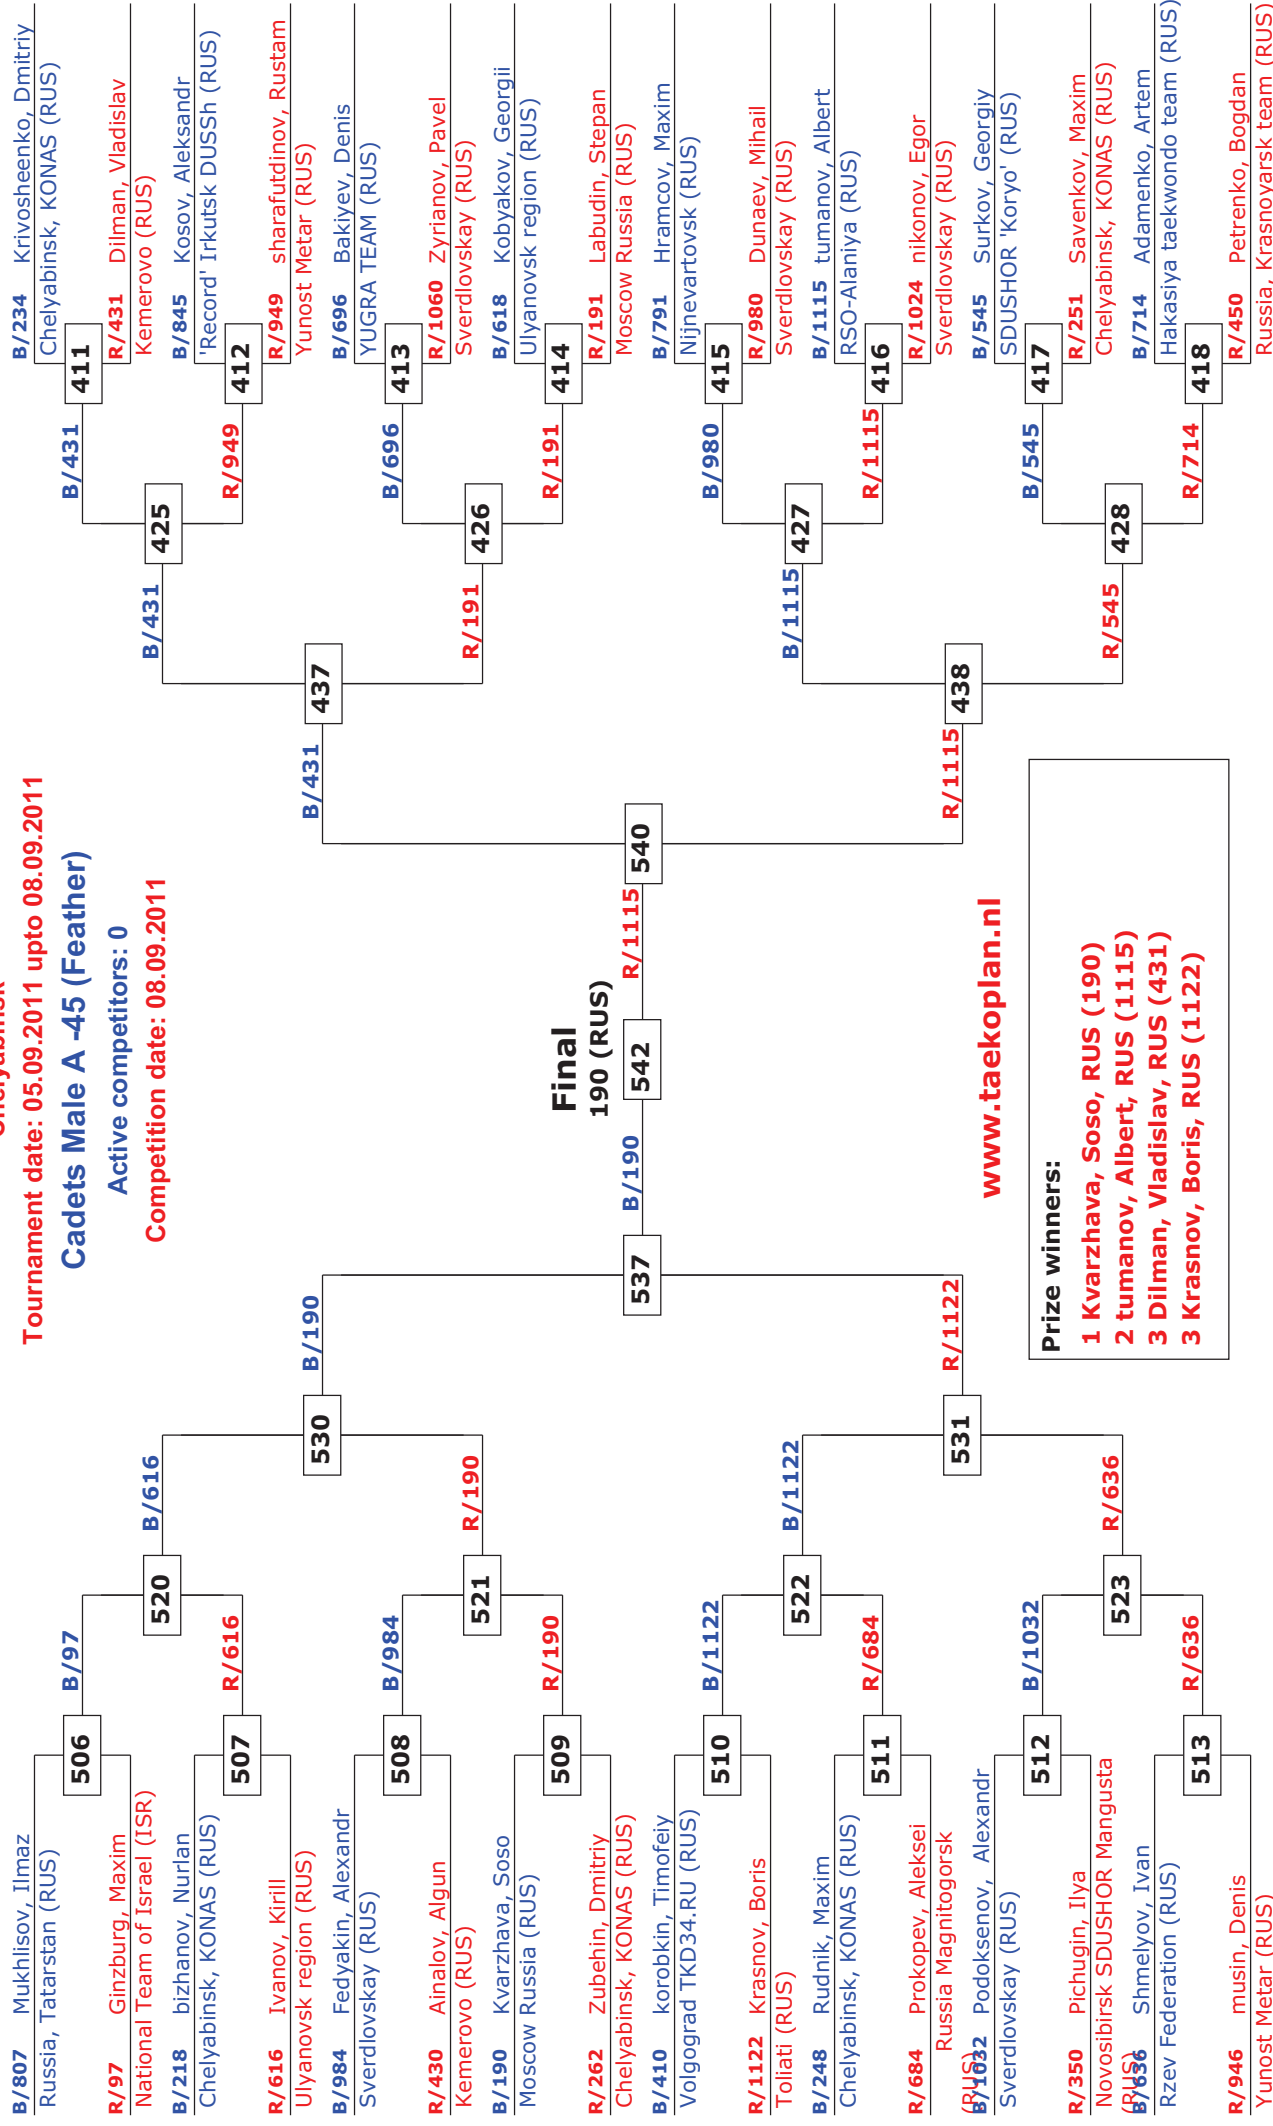 Tournament date: 05.09.2011 upto 08.09.2011
Cadets Male A -45 (Feather)
Active competitors: 0
Competition date: 08.09.2011
B/807 Mukhlisov, Ilmaz
Russia, Tatarstan (RUS)
R/97 Ginzburg, Maxim
National Team of Israel (ISR)
B/218 bizhanov, Nurlan
Chelyabinsk, KONAS (RUS)
R/616 Ivanov, Kirill
Ulyanovsk region (RUS)
B/984 Fedyakin, Alexandr
Sverdlovskay (RUS)
R/430 Ainalov, Algun
Kemerovo (RUS)
B/190 Kvarzhava, Soso
Moscow Russia (RUS)
R/262 Zubehin, Dmitriy
Chelyabinsk, KONAS (RUS)
B/410 korobkin, Timofeiy
Volgograd TKD34.RU (RUS)
R/1122 Krasnov, Boris
Toliati (RUS)
B/248 Rudnik, Maxim
Chelyabinsk, KONAS (RUS)
R/684 Prokopev, Aleksei
Russia Magnitogorsk
(RUS)
B/1032 Podoksenov, Alexandr
Sverdlovskay (RUS)
R/350 Pichugin, Ilya
Novosibirsk SDUSHOR Mangusta
(RUS)
B/636 Shmelyov, Ivan
Rzev Federation (RUS)
R/946 musin, Denis
Yunost Metar (RUS)
506
507
508
509
510
511
512
513
B/97
R/616
B/984
R/190
B/1122
R/684
B/1032
R/636
520
521
522
523
B/616
R/190
B/1122
R/636
530
531
B/190
R/1122
537
B/190
Final
190 (RUS)
542
R/1115
540
B/431
R/1115
437
438
B/431
R/191
B/1115
R/545
425
426
427
428
B/431
R/949
B/696
R/191
B/980
R/1115
B/545
R/714
411
412
413
414
415
416
417
418
B/234 Krivosheenko, Dmitriy
Chelyabinsk, KONAS (RUS)
R/431 Dilman, Vladislav
Kemerovo (RUS)
B/845 Kosov, Aleksandr
'Record' Irkutsk DUSSh (RUS)
R/949 sharafutdinov, Rustam
Yunost Metar (RUS)
B/696 Bakiyev, Denis
YUGRA TEAM (RUS)
R/1060 Zyrianov, Pavel
Sverdlovskay (RUS)
B/618 Kobyakov, Georgii
Ulyanovsk region (RUS)
R/191 Labudin, Stepan
Moscow Russia (RUS)
B/791 Hramcov, Maxim
Nijnevartovsk (RUS)
R/980 Dunaev, Mihail
Sverdlovskay (RUS)
B/1115 tumanov, Albert
RSO-Alaniya (RUS)
R/1024 nikonov, Egor
Sverdlovskay (RUS)
B/545 Surkov, Georgiy
SDUSHOR 'Koryo' (RUS)
R/251 Savenkov, Maxim
Chelyabinsk, KONAS (RUS)
B/714 Adamenko, Artem
Hakasiya taekwondo team (RUS)
R/450 Petrenko, Bogdan
Russia, Krasnoyarsk team (RUS)
www.taekoplan.nl
Prize winners:
1 Kvarzhava, Soso, RUS (190)
2 tumanov, Albert, RUS (1115)
3 Dilman, Vladislav, RUS (431)
3 Krasnov, Boris, RUS (1122)